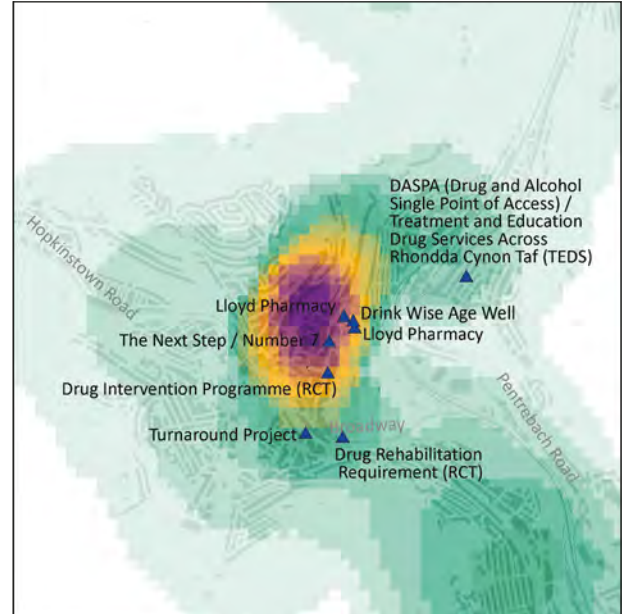 DASPA (Drug and Alcohol
Single Point of Access) /
Treatment and Education
Drug Services Across
Rhondda Cynon Taf (TEDS)
Hopkinstown Road
Lloyd Pharmacy
Drink Wise Age Well
Lloyd Pharmacy
The Next Step / Number 7
Drug Intervention Programme (RCT)
Pentrebach Road
Broadway
Turnaround Project
Drug Rehabilitation
Requirement (RCT)